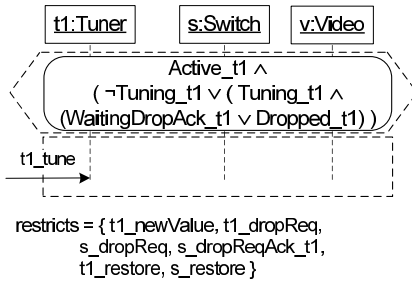 t1:Tuner s:Switch v:Video
Active_t1 ∧
( ¬Tuning_t1 ∨ ( Tuning_t1 ∧
(WaitingDropAck_t1 ∨ Dropped_t1) )
t1_tune
restricts = { t1_newValue, t1_dropReq,
s_dropReq, s_dropReqAck_t1,
t1_restore, s_restore }